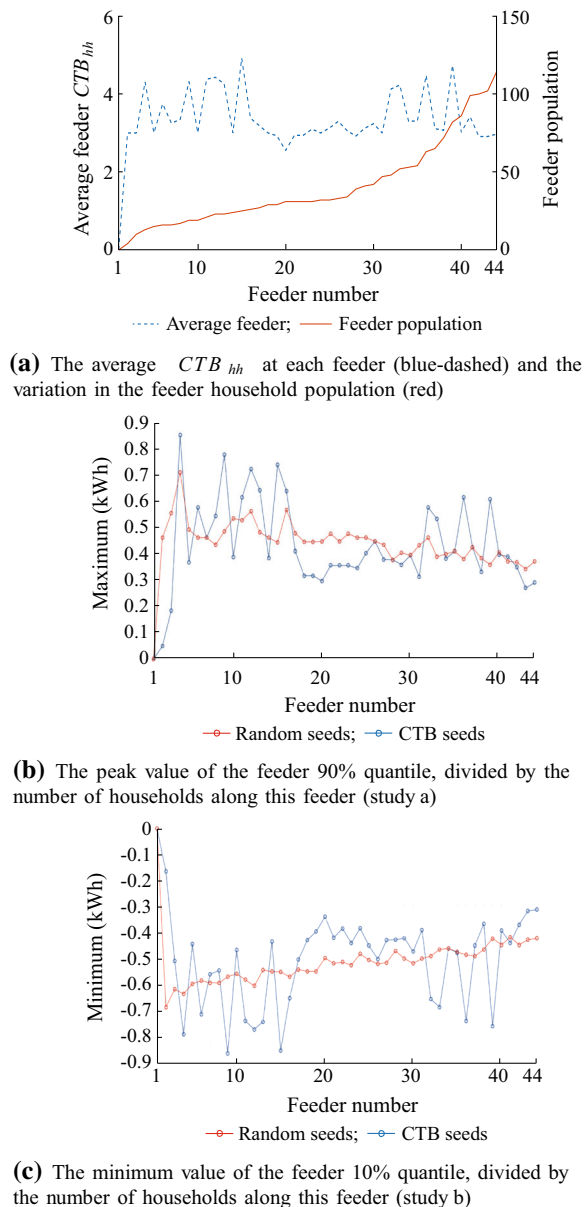 6
150
4
100
2
50
0
0
Average feeder CTB hh
Feeder population
1 10 20 30 40 44
Feeder number
Average feeder; Feeder population
(a) The average CTB hh at each feeder (blue-dashed) and the
variation in the feeder household population (red)
0.9
0.8
0.7
0.6
0.5
0.4
0.3
0.2
0.1
0
Maximum (kWh)
1 10 20 30 40 44
Feeder number
Random seeds; CTB seeds
(b) The peak value of the feeder 90% quantile, divided by the
number of households along this feeder (study a)
0
-0.1
-0.2
-0.3
-0.4
-0.5
-0.6
-0.7
-0.8
-0.9
Minimum (kWh)
1 10 20 30 40 44
Feeder number
Random seeds; CTB seeds
(c) The minimum value of the feeder 10% quantile, divided by
the number of households along this feeder (study b)